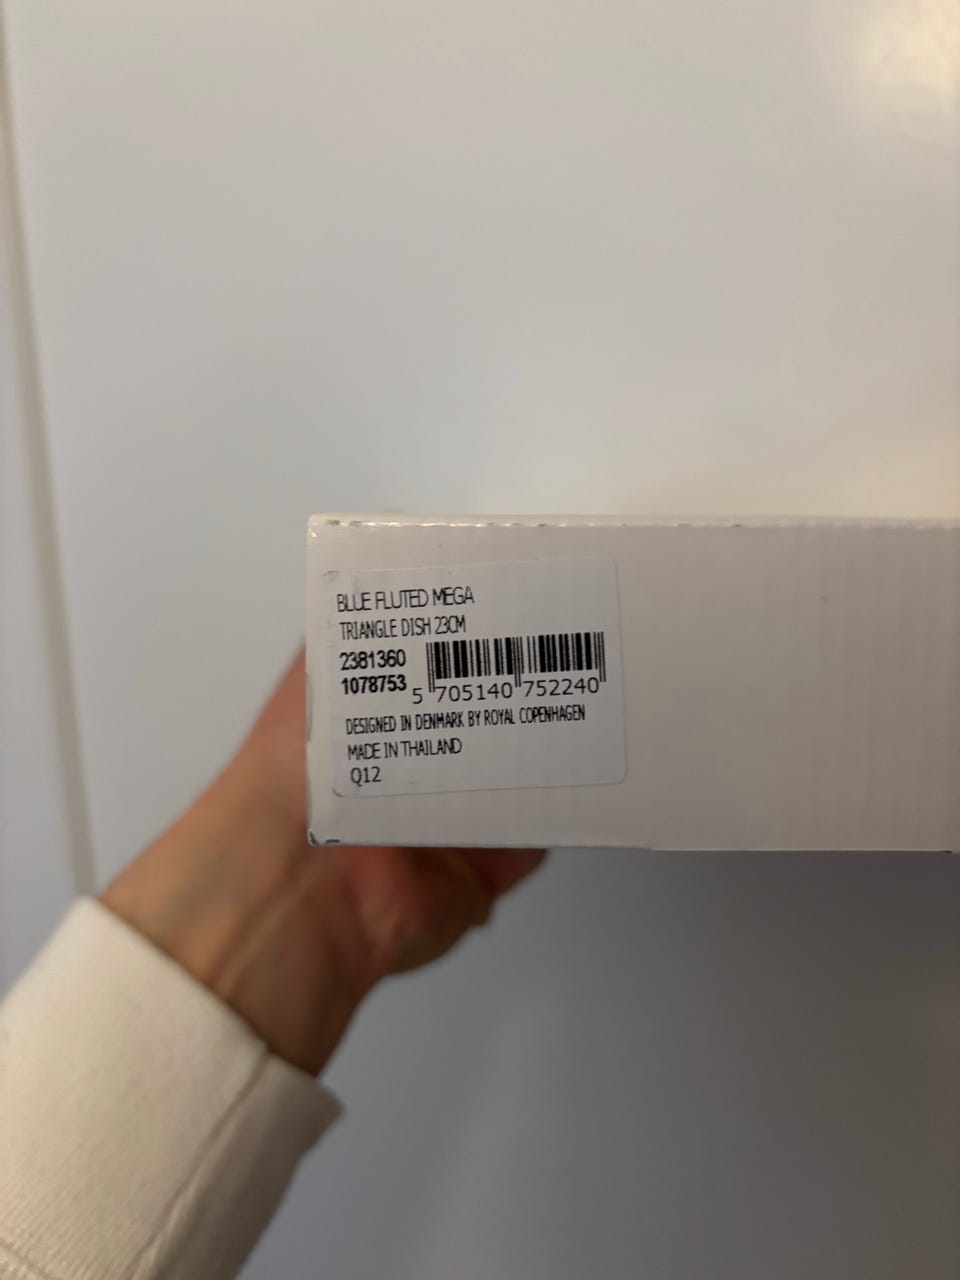 BLUE FLUTED MEGA
TRIANGLE DISH 23CM
2381360
1078753
5 705140 752240
DESIGNED IN DENMARK BY ROYAL COPENHAGEN
MADE IN THAILAND
Q12